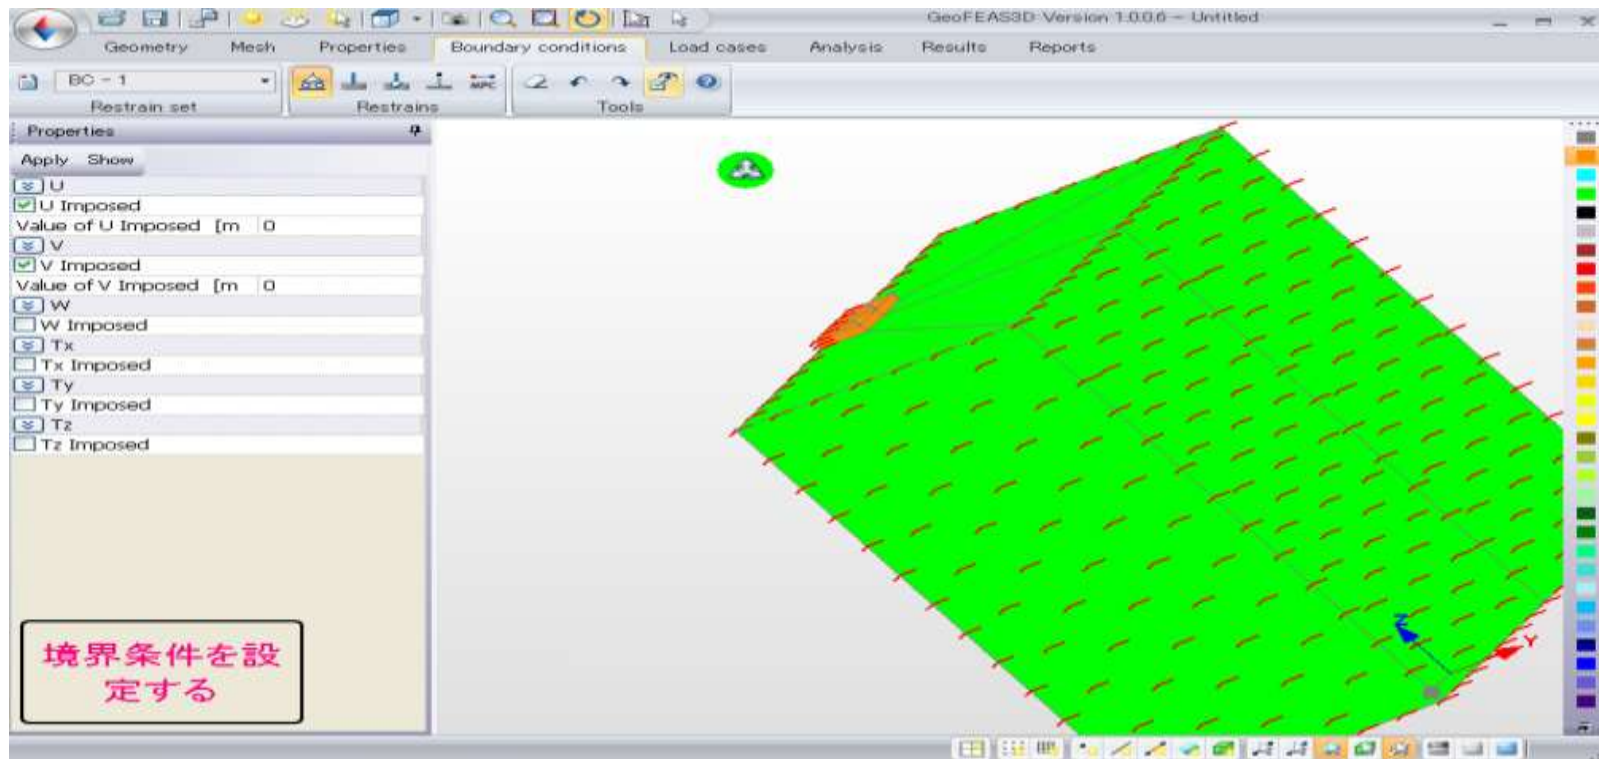 GeoFEAS3D Version 1.0.0.6 - Untitled
Geometry Mesh Properties Boundary conditions Load cases Analysis Results Reports
BC - 1
MPC
Restrain set Restrains Tools
Properties
Apply Show
U
U Imposed
Value of U Imposed [m 0
V
V Imposed
Value of V Imposed [m 0
W
W Imposed
Tx
Tx Imposed
Ty
Ty Imposed
Tz
Tz Imposed
境界条件を設
定する
Z
Y